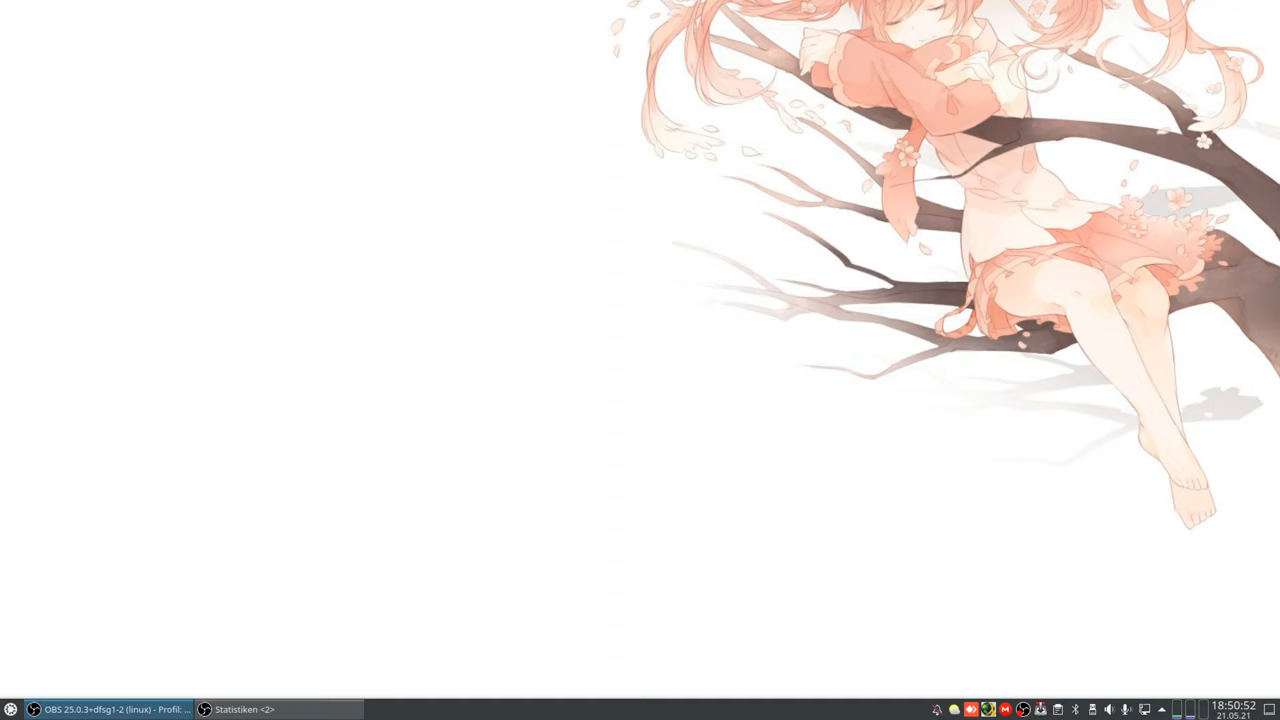 OBS 25.0.3+dfsg1-2 (linux) - Profil: ...
Statistiken <2>
18:50:52
21.05.21